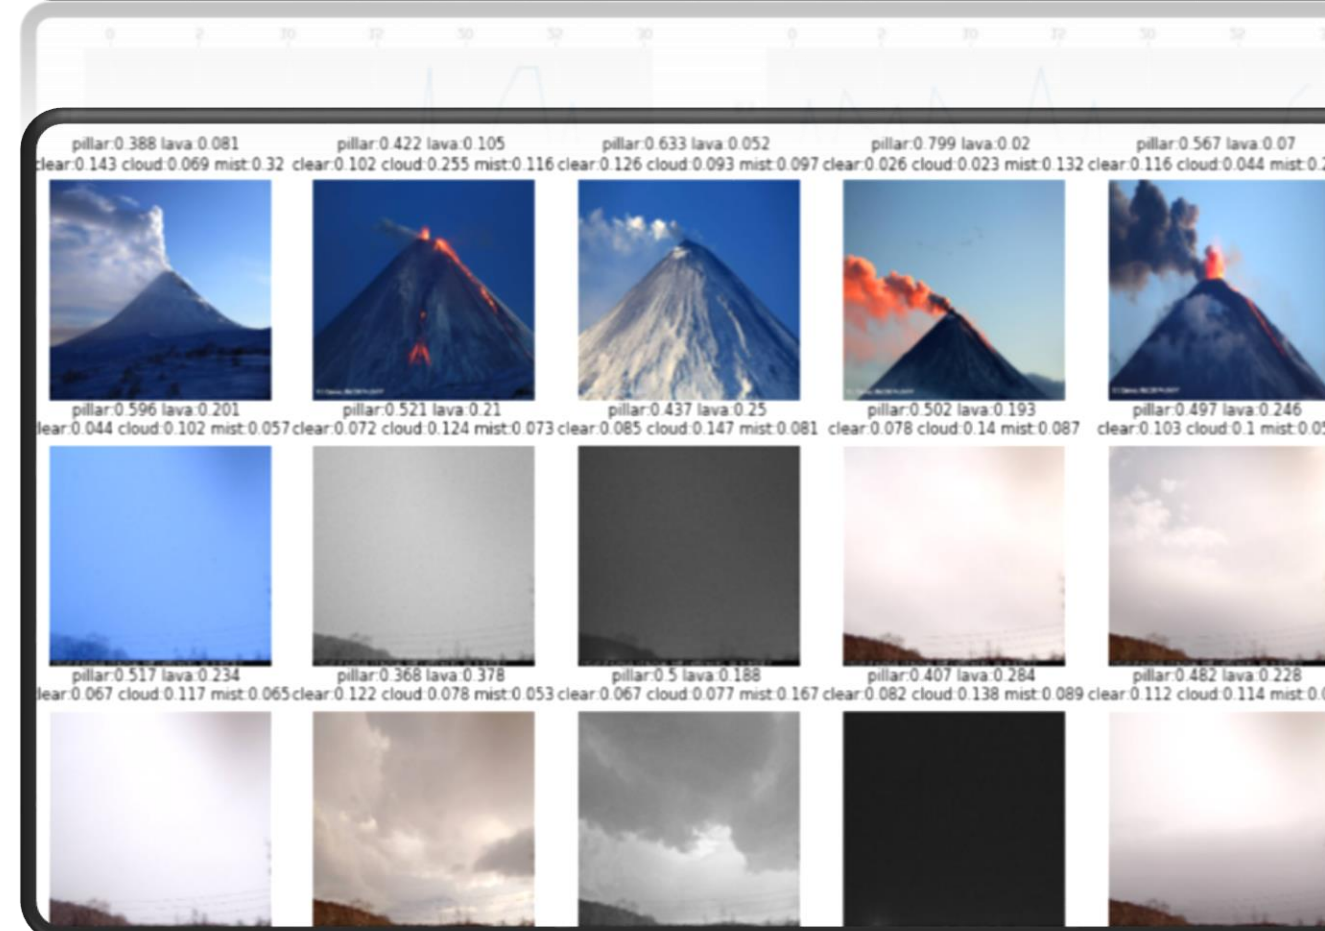 pillar:0.388 lava:0.081 pillar:0.422 lava:0.105 pillar:0.633 lava:0.052 pillar:0.799 lava:0.02 pillar:0.567 lava:0.07
clear:0.143 cloud:0.069 mist:0.32 clear:0.102 cloud:0.255 mist:0.116 clear:0.126 cloud:0.093 mist:0.097 clear:0.026 cloud:0.023 mist:0.132 clear:0.116 cloud:0.044
pillar:0.596 lava:0.201 pillar:0.521 lava:0.21 pillar:0.437 lava:0.25 pillar:0.502 lava:0.193 pillar:0.497 lava:0.246
clear:0.044 cloud:0.102 mist:0.057 clear:0.072 cloud:0.124 mist:0.073 clear:0.085 cloud:0.147 mist:0.081 clear:0.078 cloud:0.14 mist:0.087 clear:0.103 cloud:0.1
pillar:0.517 lava:0.234 pillar:0.368 lava:0.378 pillar:0.5 lava:0.188 pillar:0.407 lava:0.284 pillar:0.482 lava:0.228
clear:0.067 cloud:0.117 mist:0.065 clear:0.122 cloud:0.078 mist:0.053 clear:0.067 cloud:0.077 mist:0.167 clear:0.082 cloud:0.138 mist:0.089 clear:0.112 cloud:0.114